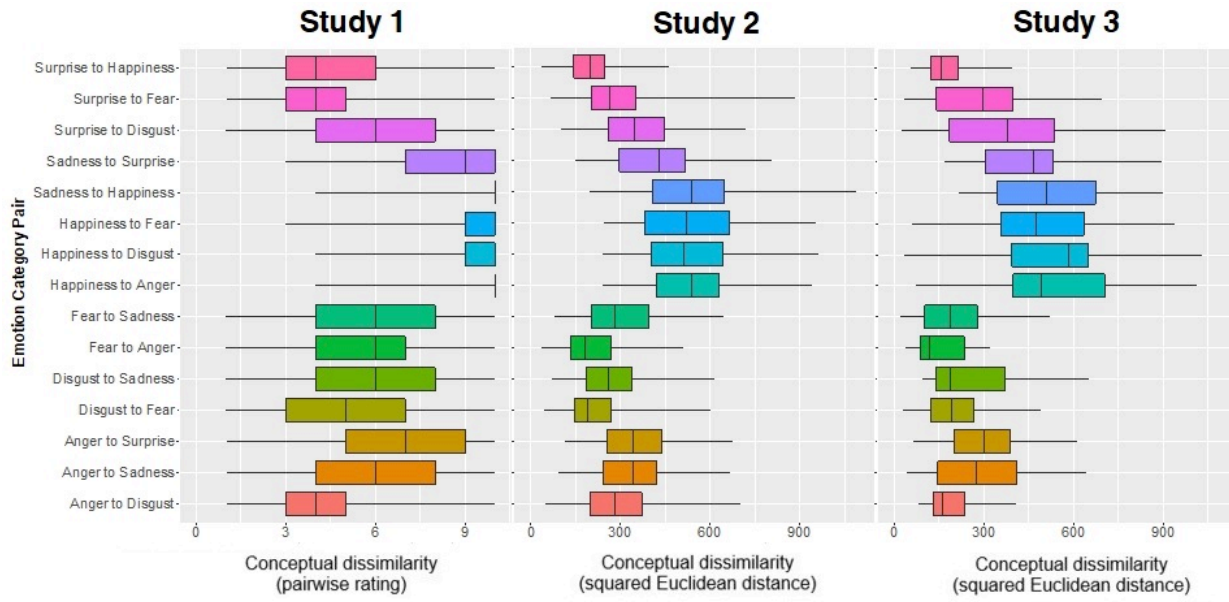 Study 1
Study 2
Study 3
Emotion Category Pair
Surprise to Happiness
Surprise to Fear
Surprise to Disgust
Sadness to Surprise
Sadness to Happiness
Happiness to Fear
Happiness to Disgust
Happiness to Anger
Fear to Sadness
Fear to Anger
Disgust to Sadness
Disgust to Fear
Anger to Surprise
Anger to Sadness
Anger to Disgust
0 3 6 9
0 300 600 900
0 300 600 900
Conceptual dissimilarity
(pairwise rating)
Conceptual dissimilarity
(squared Euclidean distance)
Conceptual dissimilarity
(squared Euclidean distance)